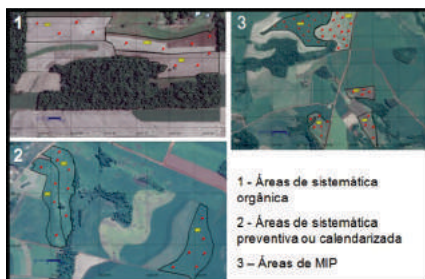 1
3
2
1 - Áreas de sistemática
orgânica
2 - Áreas de sistemática
preventiva ou calendarizada
3 – Áreas de MIP